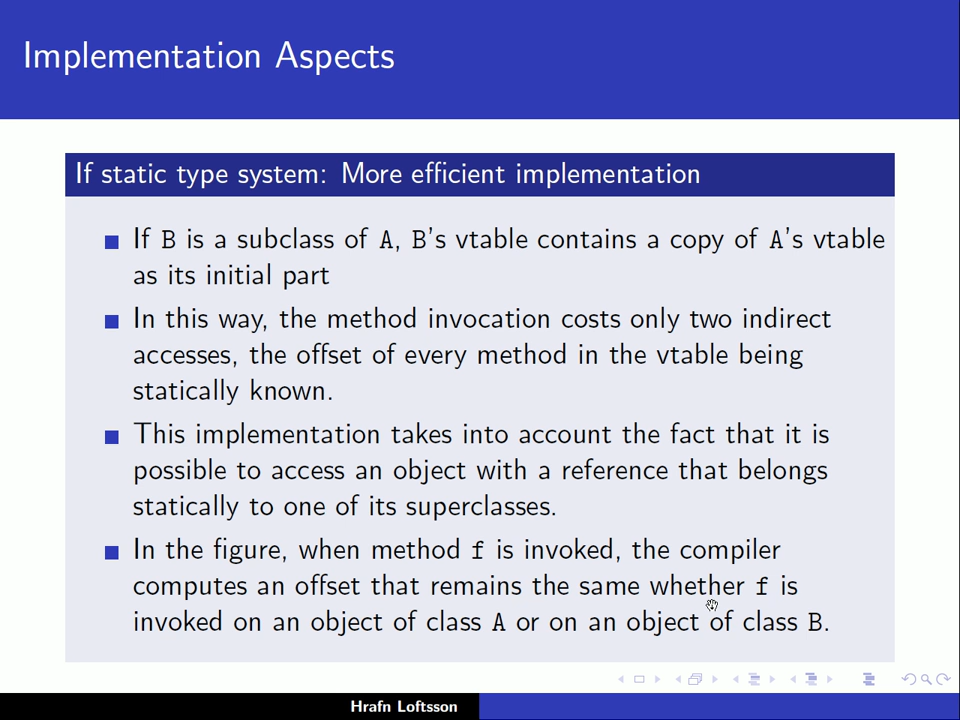 Implementation Aspects
If static type system: More efficient implementation
If B is a subclass of A, B's vtable contains a copy of A's vtable
as its initial part
In this way, the method invocation costs only two indirect
accesses, the offset of every method in the vtable being
statically known.
This implementation takes into account the fact that it is
possible to access an object with a reference that belongs
statically to one of its superclasses.
In the figure, when method f is invoked, the compiler
computes an offset that remains the same whether f is
invoked on an object of class A or on an object of class B.
Hrafn Loftsson